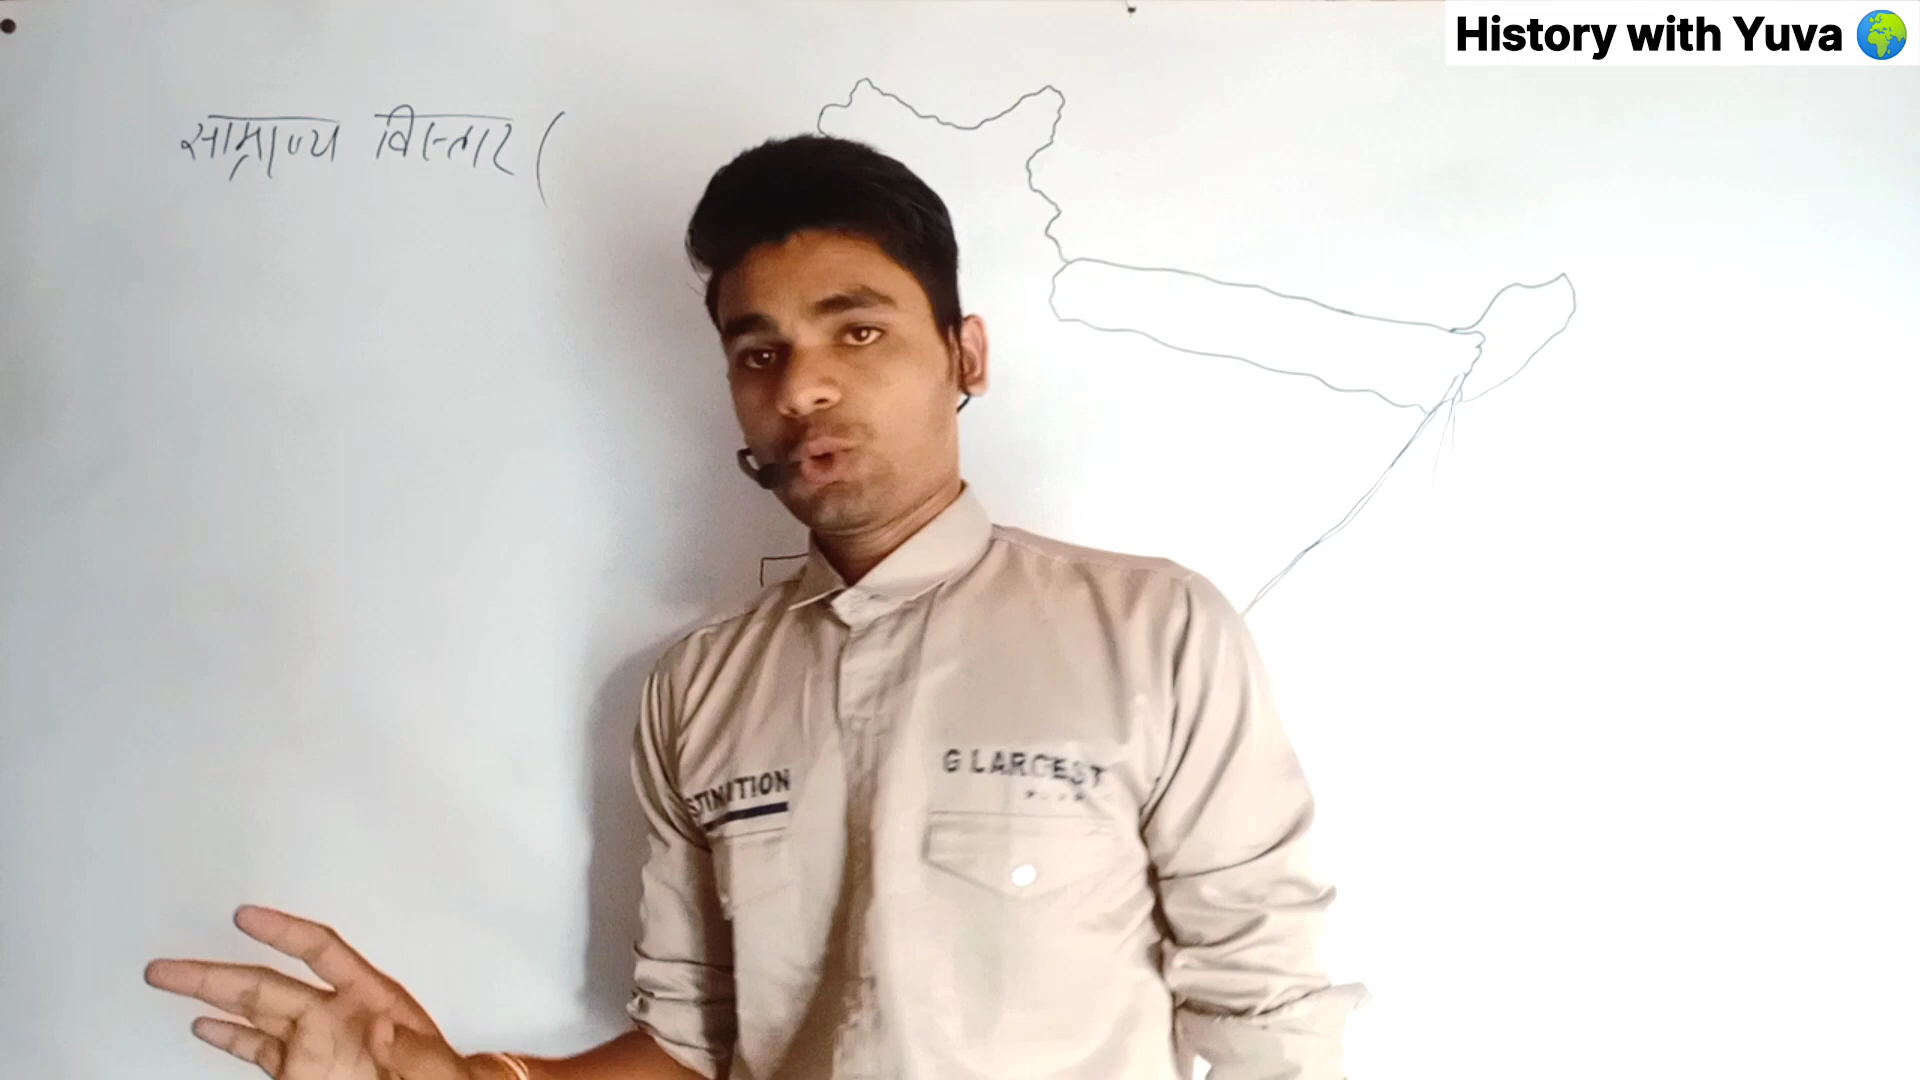 History with Yuva
साम्राज्य विस्तार (
STINATION
G LARGEST